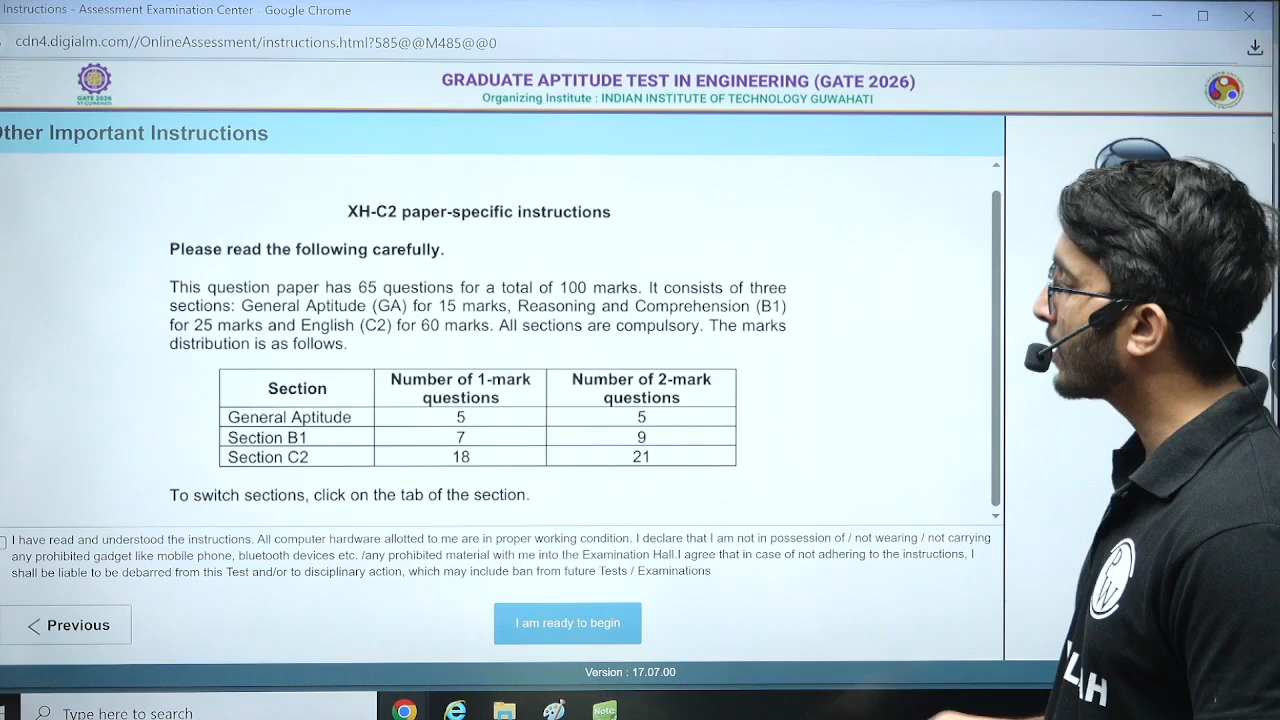 Instructions - Assessment Examination Center - Google Chrome
cdn4.digialm.com//OnlineAssessment/instructions.html?585@@M485@@0
GRADUATE APTITUDE TEST IN ENGINEERING (GATE 2026)
Organizing Institute : INDIAN INSTITUTE OF TECHNOLOGY GUWAHATI
GATE 2026
IIT GUWAHATI
Other Important Instructions
XH-C2 paper-specific instructions
Please read the following carefully.
This question paper has 65 questions for a total of 100 marks. It consists of three
sections: General Aptitude (GA) for 15 marks, Reasoning and Comprehension (B1)
for 25 marks and English (C2) for 60 marks. All sections are compulsory. The marks
distribution is as follows.
Section Number of 1-mark questions Number of 2-mark questions
General Aptitude 5 5
Section B1 7 9
Section C2 18 21
To switch sections, click on the tab of the section.
I have read and understood the instructions. All computer hardware allotted to me are in proper working condition. I declare that I am not in possession of / not wearing / not carrying
any prohibited gadget like mobile phone, bluetooth devices etc. /any prohibited material with me into the Examination Hall.I agree that in case of not adhering to the instructions, I
shall be liable to be debarred from this Test and/or to disciplinary action, which may include ban from future Tests / Examinations
Previous
I am ready to begin
Version : 17.07.00
Type here to search
Note
PW